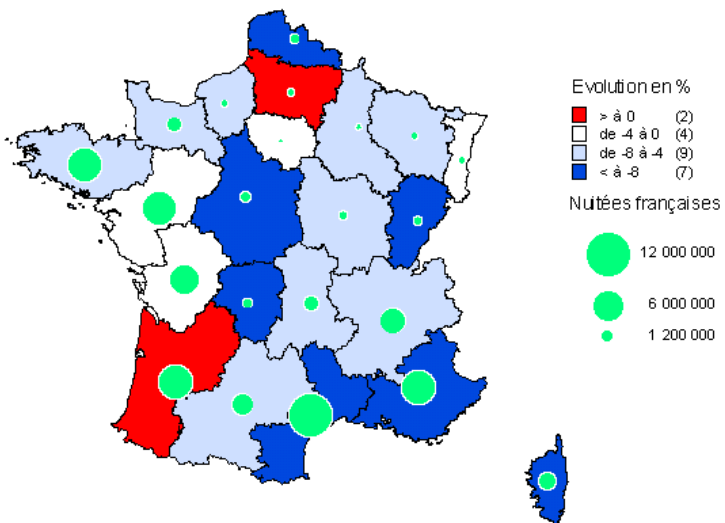 Evolution en %
> à 0 (2)
de -4 à 0 (4)
de -8 à -4 (9)
< à -8 (7)
Nuitées françaises
12 000 000
6 000 000
1 200 000